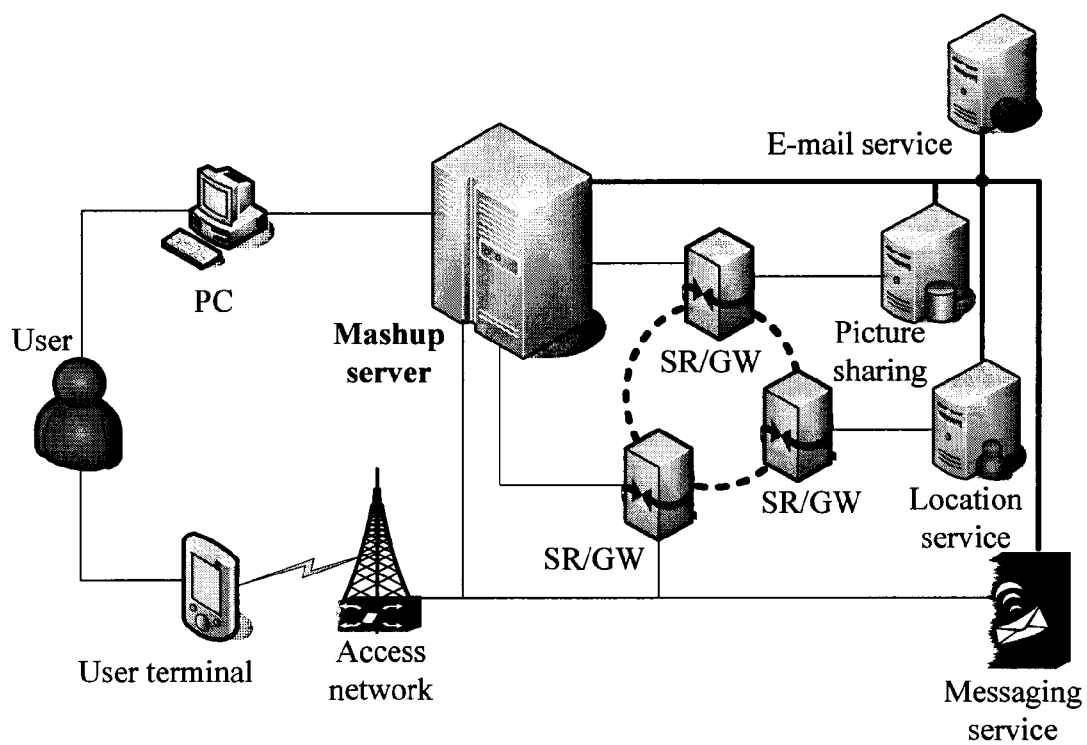 E-mail service
PC
User
Mashup
server
SR/GW
Picture
sharing
SR/GW
Location
service
SR/GW
User terminal
Access
network
Messaging
service